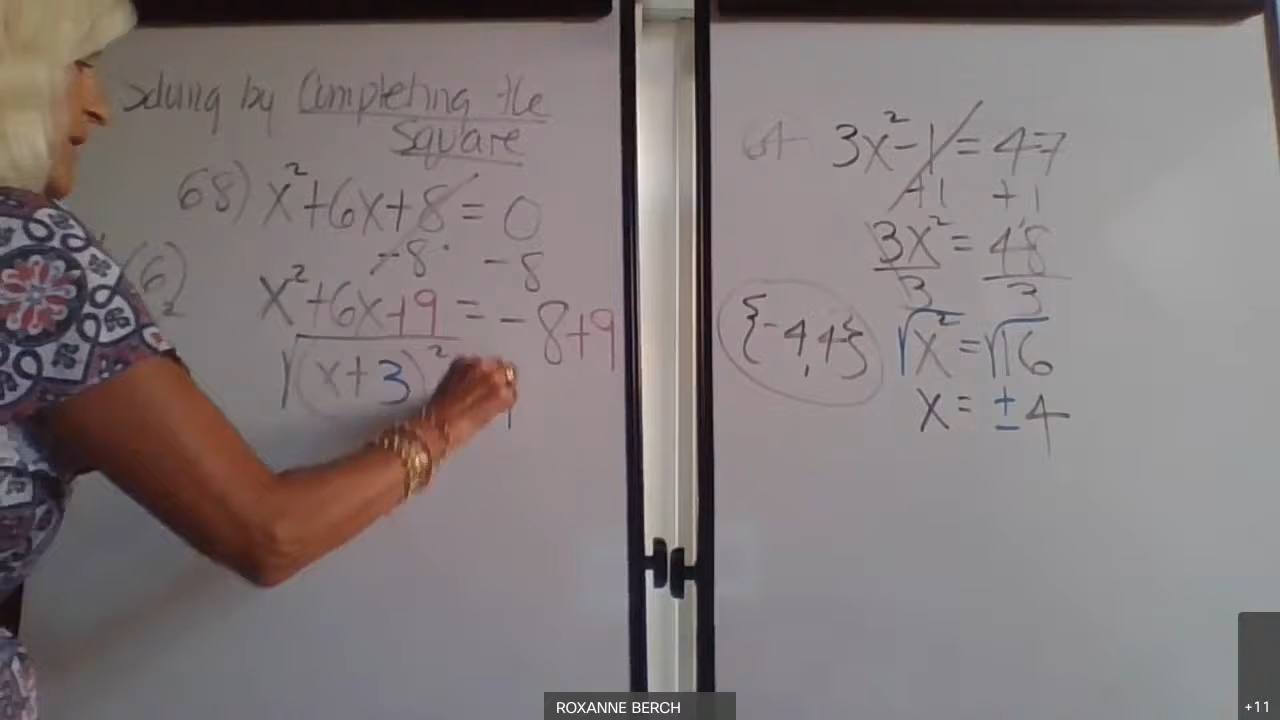 Solving by Completing the
Square
68) x² + 6x + 8 = 0
-8 -8
(6)
2
x² + 6x + 9 = -8 + 9
√(x + 3)²
64 3x² - 1 = 47
+1 +1
3x² = 48
3 3
{-4, 4} √x² = √16
x = ± 4
ROXANNE BERCH
+11